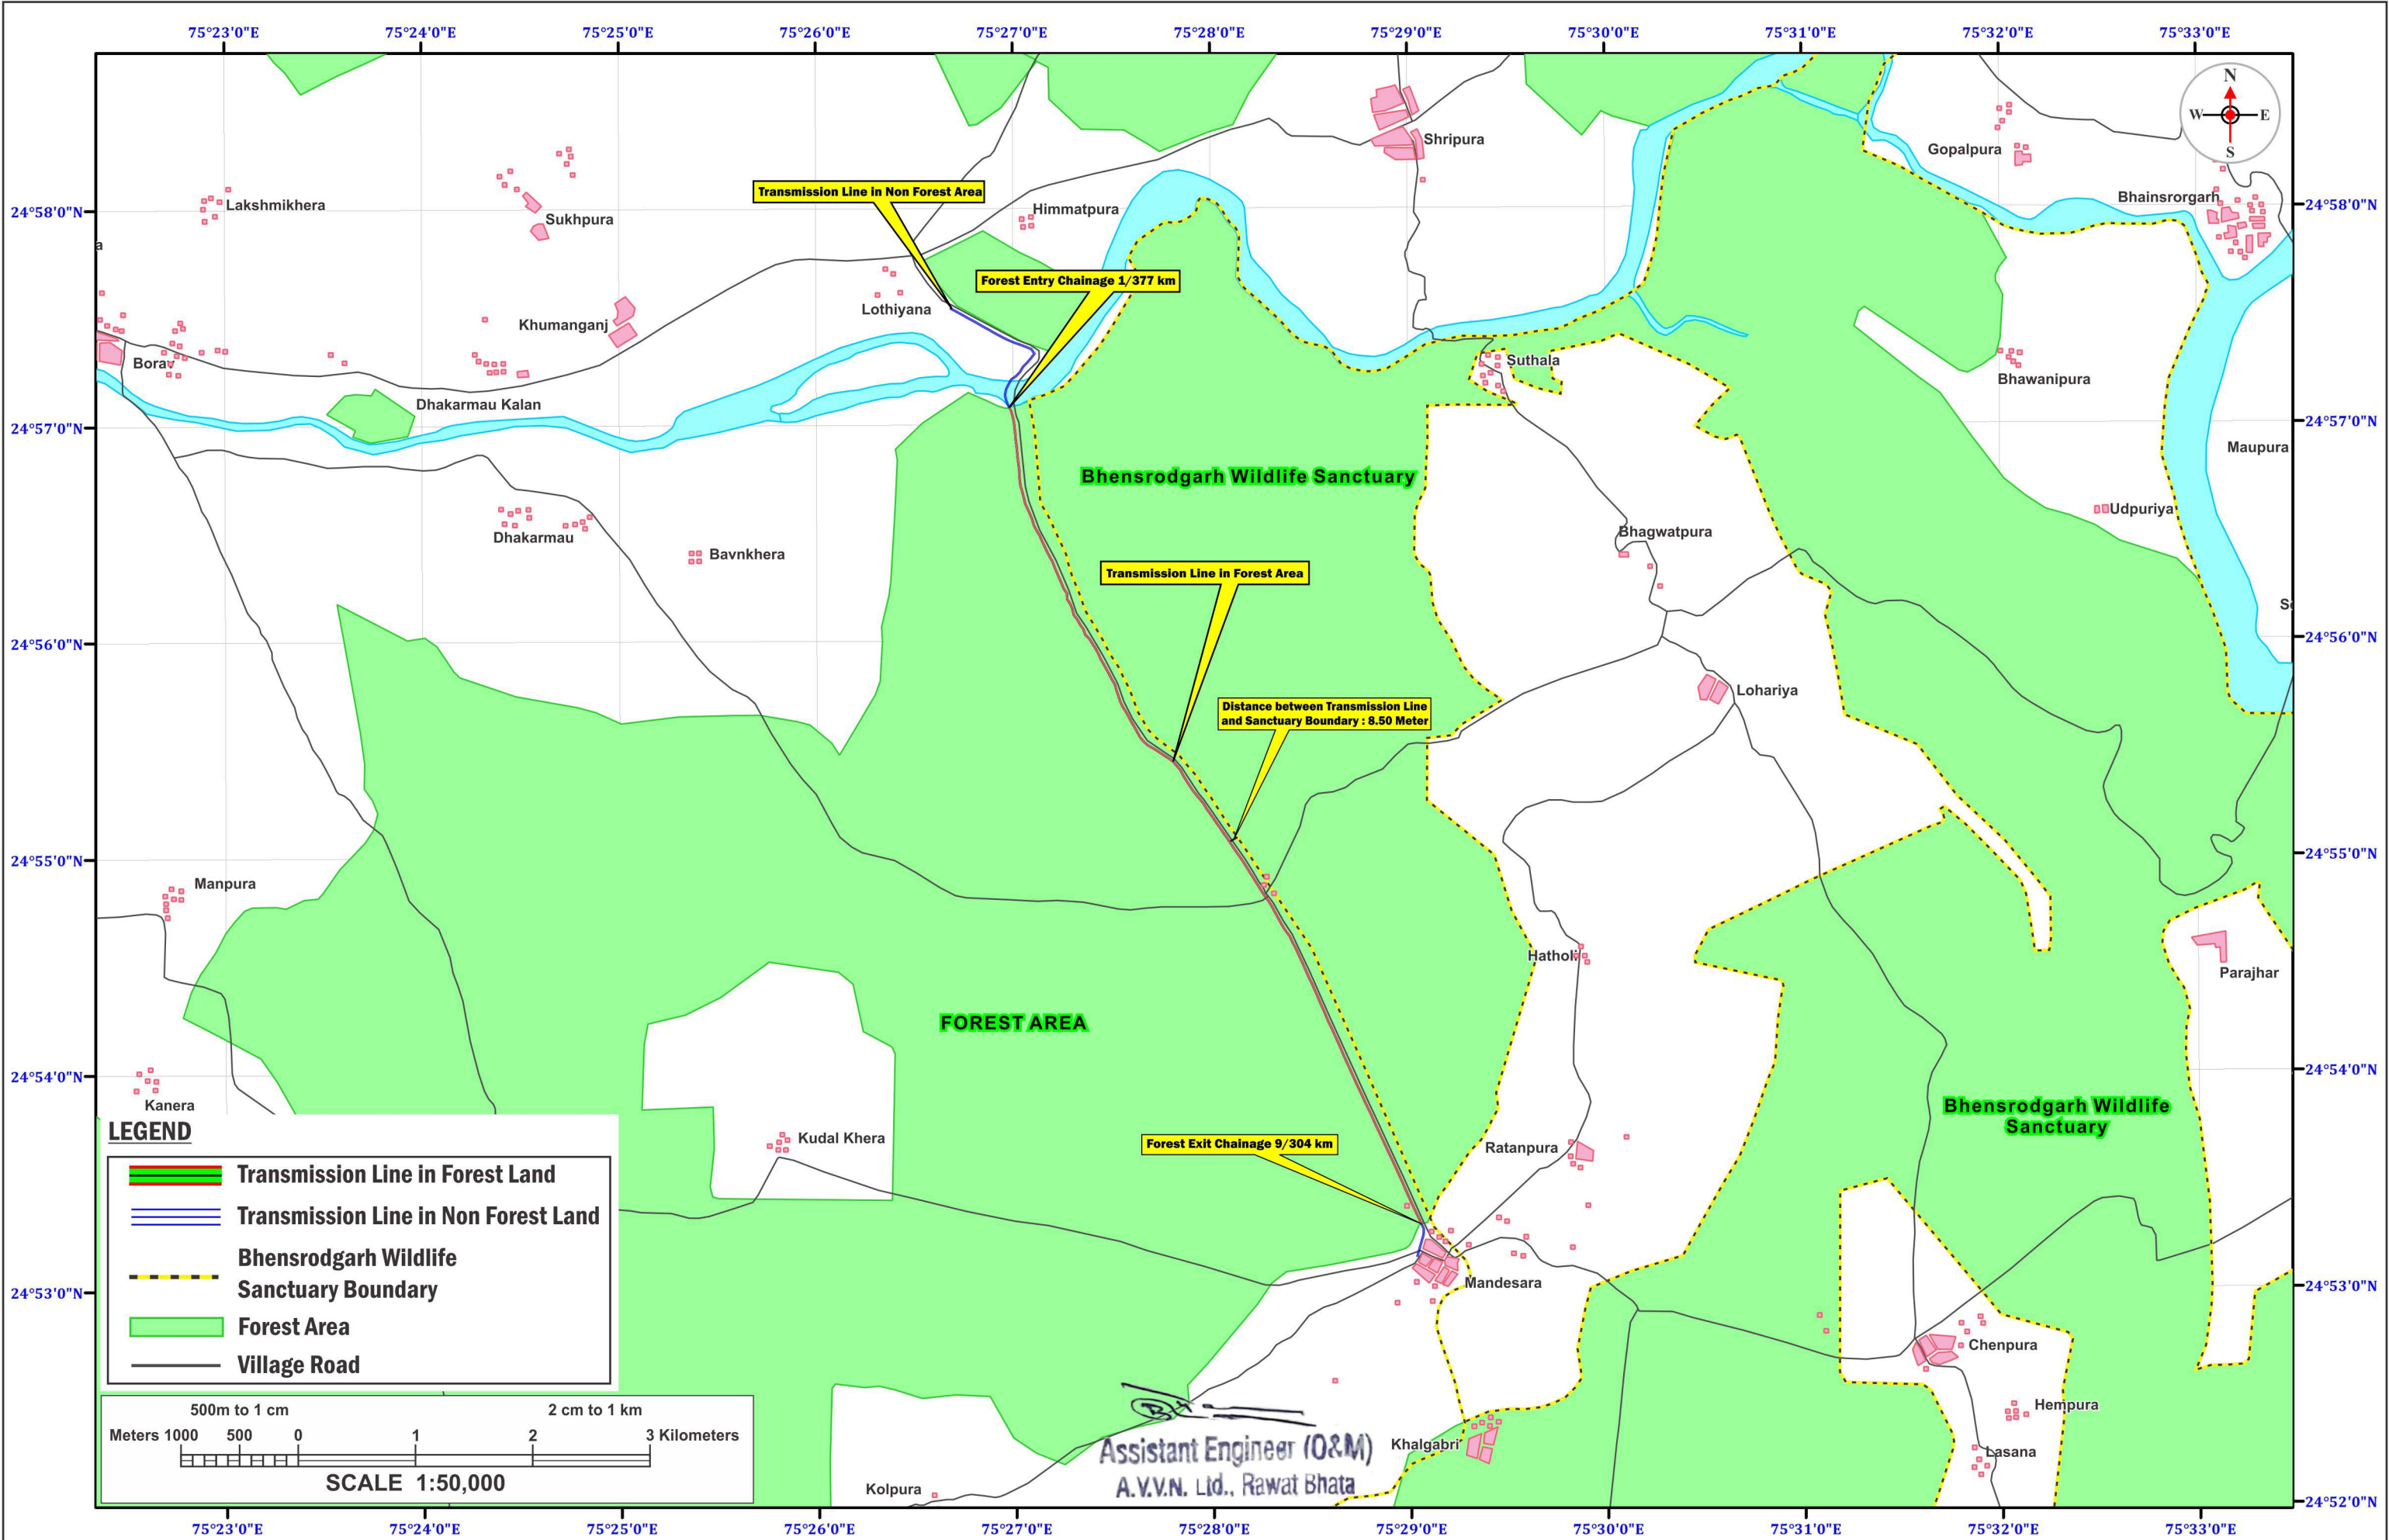 75°23'0"E 75°24'0"E 75°25'0"E 75°26'0"E 75°27'0"E 75°28'0"E 75°29'0"E 75°30'0"E 75°31'0"E 75°32'0"E 75°33'0"E
N
W E
S
Shripura
Gopalpura
Transmission Line in Non Forest Area
Bhainsrorgarh
24°58'0"N
Lakshmikhera
Himmatpura
24°58'0"N
Sukhpura
a
Forest Entry Chainage 1/377 km
Lothiyana
Khumanganj
Borav
Suthala
Bhawanipura
Dhakarmau Kalan
24°57'0"N
24°57'0"N
Maupura
Bhensrodgarh Wildlife Sanctuary
Udpuriya
Dhakarmau
Bhagwatpura
Bavnkhera
Transmission Line in Forest Area
24°56'0"N
24°56'0"N
Lohariya
Distance between Transmission Line
and Sanctuary Boundary : 8.50 Meter
24°55'0"N
24°55'0"N
Manpura
Hatholi
Parajhar
FOREST AREA
24°54'0"N
24°54'0"N
Kanera
Bhensrodgarh Wildlife
Sanctuary
Kudal Khera
Forest Exit Chainage 9/304 km
Ratanpura
24°53'0"N
Mandesara
24°53'0"N
Chenpura
Hempura
Khalgabri
Lasana
Kolpura
24°52'0"N
LEGEND
Transmission Line in Forest Land
Transmission Line in Non Forest Land
Bhensrodgarh Wildlife
Sanctuary Boundary
Forest Area
Village Road
500m to 1 cm 2 cm to 1 km
Meters 1000 500 0 1 2 3 Kilometers
SCALE 1:50,000
Assistant Engineer (O&M)
A.V.V.N. Ltd., Rawat Bhata
75°23'0"E 75°24'0"E 75°25'0"E 75°26'0"E 75°27'0"E 75°28'0"E 75°29'0"E 75°30'0"E 75°31'0"E 75°32'0"E 75°33'0"E